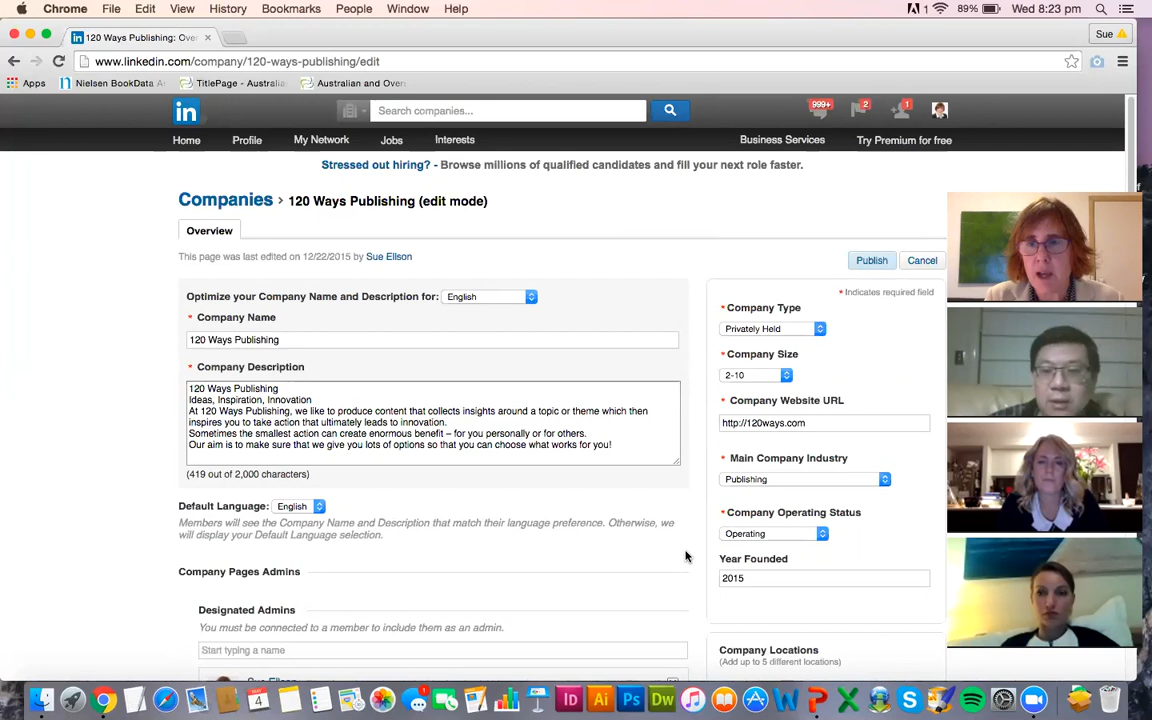 Chrome File Edit View History Bookmarks People Window Help
1 89% Wed 8:23 pm
120 Ways Publishing: Ove
Sue
www.linkedin.com/company/120-ways-publishing/edit
Apps Nielsen BookData A TitlePage - Australia Australian and Oven
in Search companies... 999+ 2 1
Home Profile My Network Jobs Interests Business Services Try Premium for free
Stressed out hiring? - Browse millions of qualified candidates and fill your next role faster.
Companies › 120 Ways Publishing (edit mode)
Overview
This page was last edited on 12/22/2015 by Sue Ellson
Publish Cancel
* Indicates required field
Optimize your Company Name and Description for: English
* Company Name
120 Ways Publishing
* Company Description
120 Ways Publishing
Ideas, Inspiration, Innovation
At 120 Ways Publishing, we like to produce content that collects insights around a topic or theme which then
inspires you to take action that ultimately leads to innovation.
Sometimes the smallest action can create enormous benefit – for you personally or for others.
Our aim is to make sure that we give you lots of options so that you can choose what works for you!
(419 out of 2,000 characters)
Default Language: English
Members will see the Company Name and Description that match their language preference. Otherwise, we
will display your Default Language selection.
Company Pages Admins
Designated Admins
You must be connected to a member to include them as an admin.
Start typing a name
Sue Ellson
* Company Type
Privately Held
* Company Size
2-10
* Company Website URL
http://120ways.com
* Main Company Industry
Publishing
* Company Operating Status
Operating
Year Founded
2015
Company Locations
(Add up to 5 different locations)
4 1 Id Ai Ps Dw